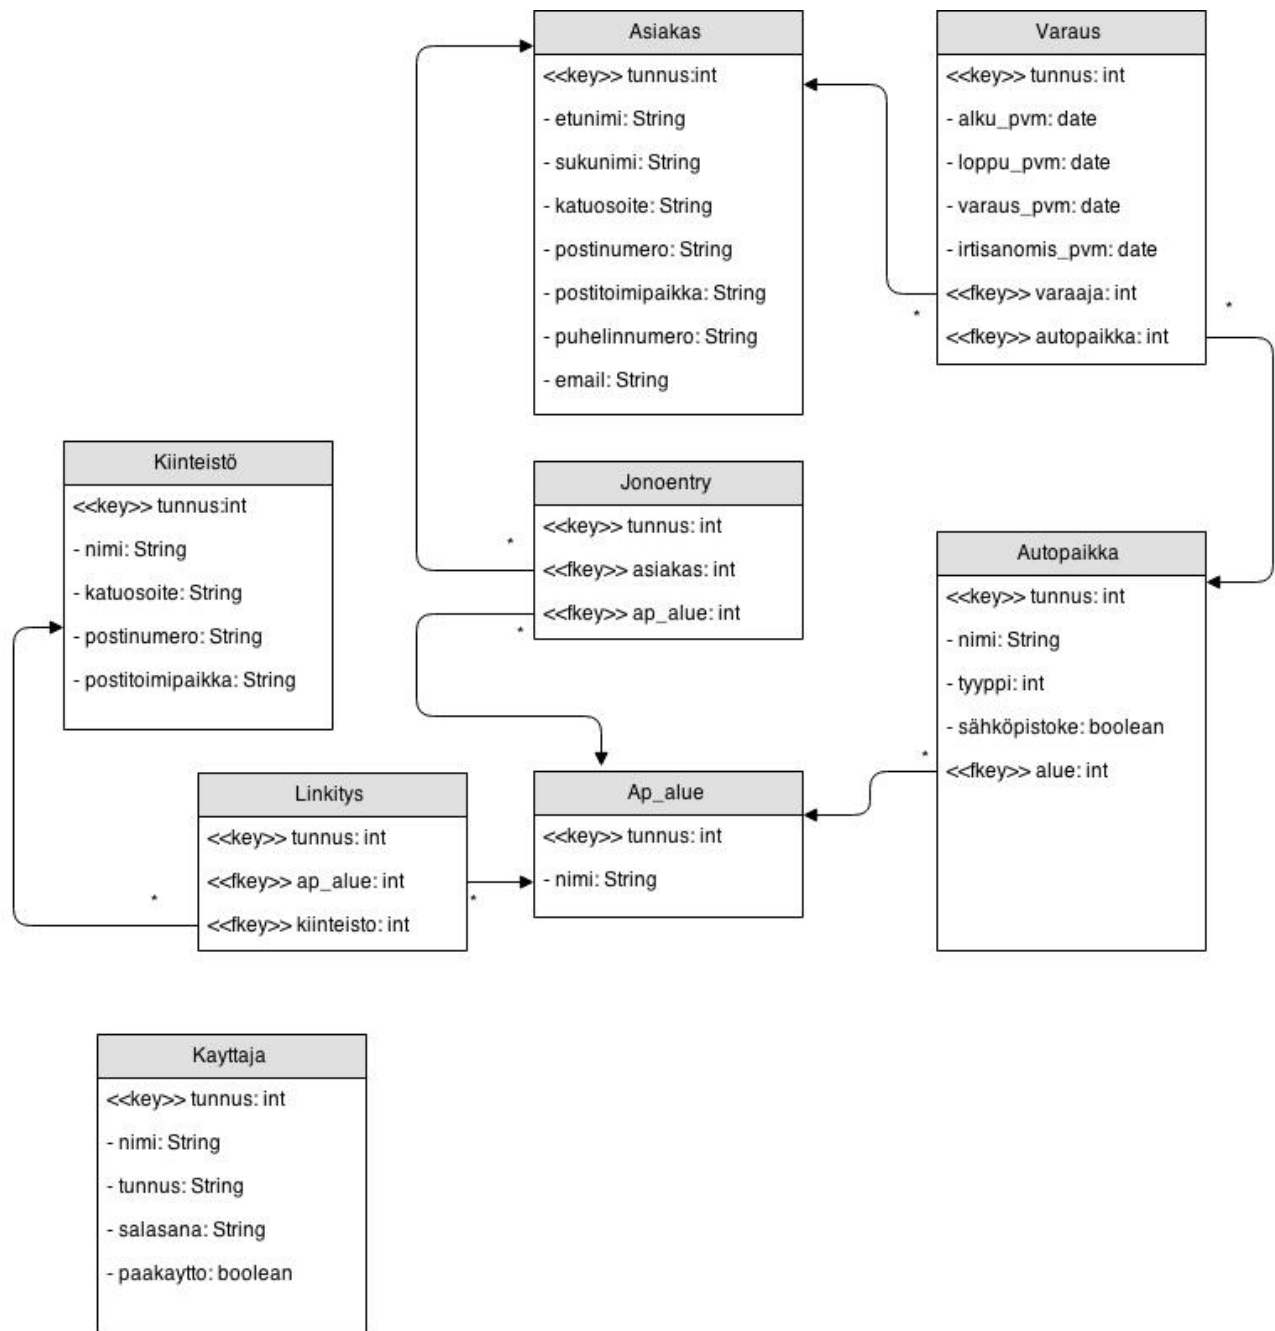 Asiakas
<<key>> tunnus:int
- etunimi: String
- sukunimi: String
- katuosoite: String
- postinumero: String
- postitoimipaikka: String
- puhelinnumero: String
- email: String
Varaus
<<key>> tunnus: int
- alku_pvm: date
- loppu_pvm: date
- varaus_pvm: date
- irtisanomis_pvm: date
<<fkey>> varaaja: int
<<fkey>> autopaikka: int
*
*
Kiinteistö
<<key>> tunnus:int
- nimi: String
- katuosoite: String
- postinumero: String
- postitoimipaikka: String
Jonoentry
<<key>> tunnus: int
<<fkey>> asiakas: int
<<fkey>> ap_alue: int
*
*
Autopaikka
<<key>> tunnus: int
- nimi: String
- tyyppi: int
- sähköpistoke: boolean
<<fkey>> alue: int
*
Linkitys
<<key>> tunnus: int
<<fkey>> ap_alue: int
<<fkey>> kiinteisto: int
*
*
Ap_alue
<<key>> tunnus: int
- nimi: String
Kayttaja
<<key>> tunnus: int
- nimi: String
- tunnus: String
- salasana: String
- paakaytto: boolean